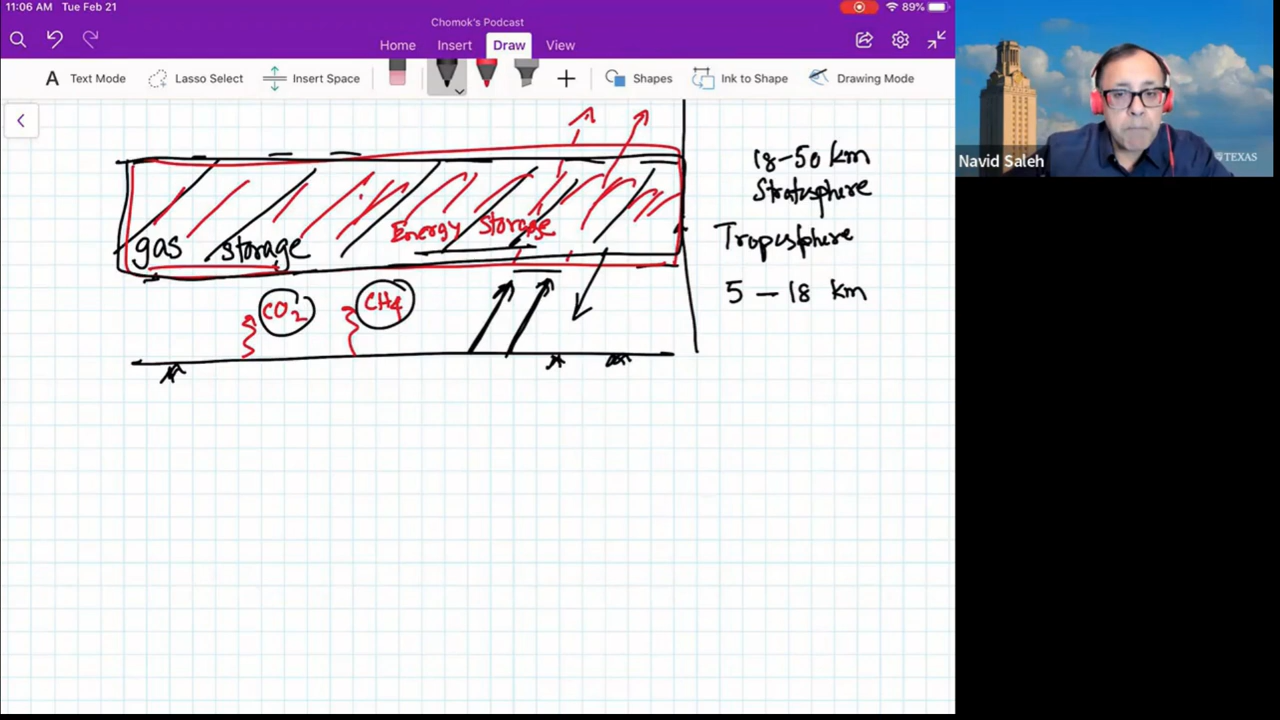 11:06 AM Tue Feb 21
89%
Chomok's Podcast
Home Insert Draw View
Text Mode Lasso Select Insert Space Shapes Ink to Shape Drawing Mode
18-50 km
Stratosphere
Troposphere
5 - 18 km
Energy Storage
gas storage
CO2 CH4
Navid Saleh
TEXAS